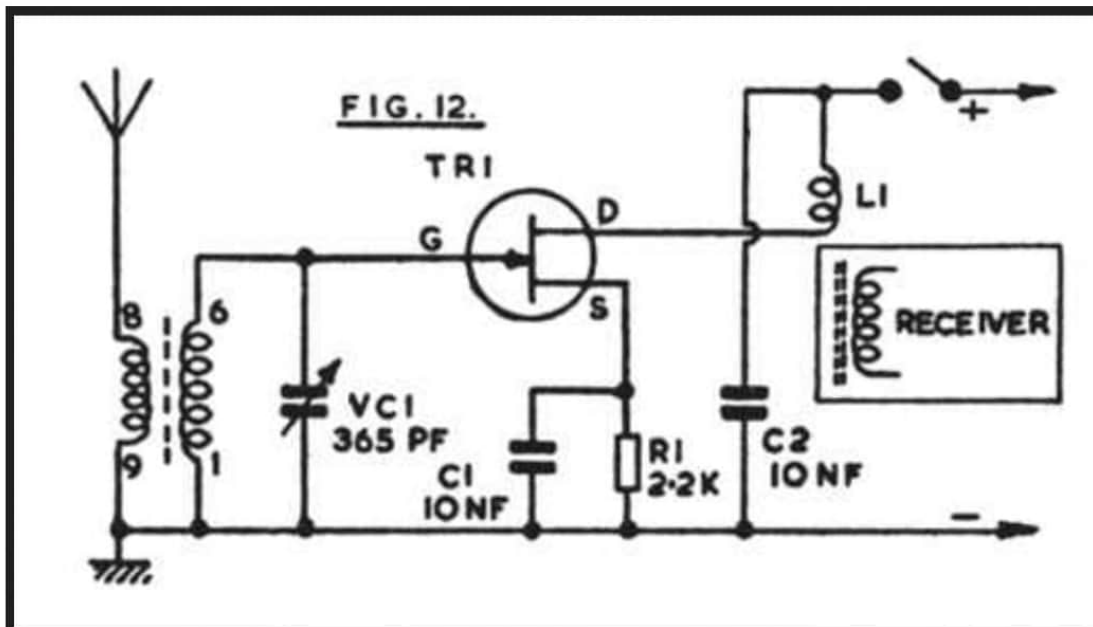 FIG. 12.
TR1
G
D
S
L1
+
8
6
9
1
VC1
365 PF
C1
10NF
R1
2·2K
C2
10NF
RECEIVER
-